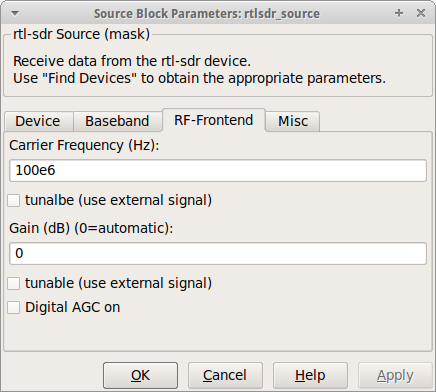 Source Block Parameters: rtlsdr_source
rtl-sdr Source (mask)
Receive data from the rtl-sdr device.
Use "Find Devices" to obtain the appropriate parameters.
Device Baseband RF-Frontend Misc
Carrier Frequency (Hz):
100e6
tunalbe (use external signal)
Gain (dB) (0=automatic):
0
tunable (use external signal)
Digital AGC on
OK Cancel Help Apply